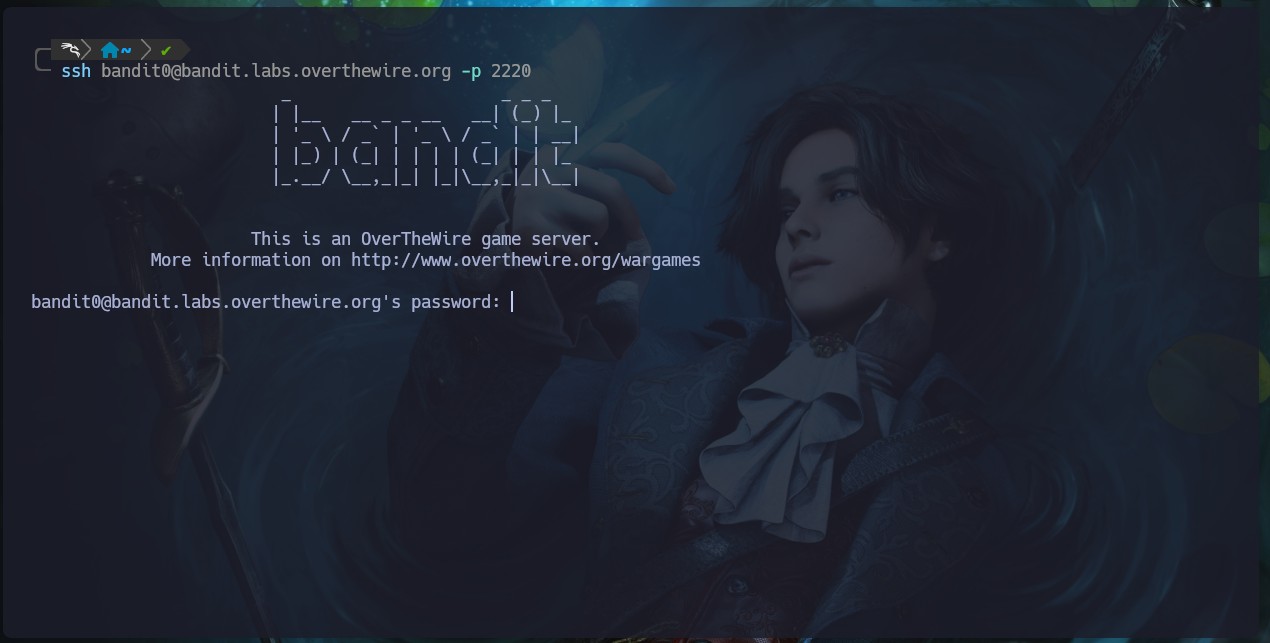 ~ ✔
ssh bandit0@bandit.labs.overthewire.org -p 2220
bandit
This is an OverTheWire game server.
More information on http://www.overthewire.org/wargames
bandit0@bandit.labs.overthewire.org's password: